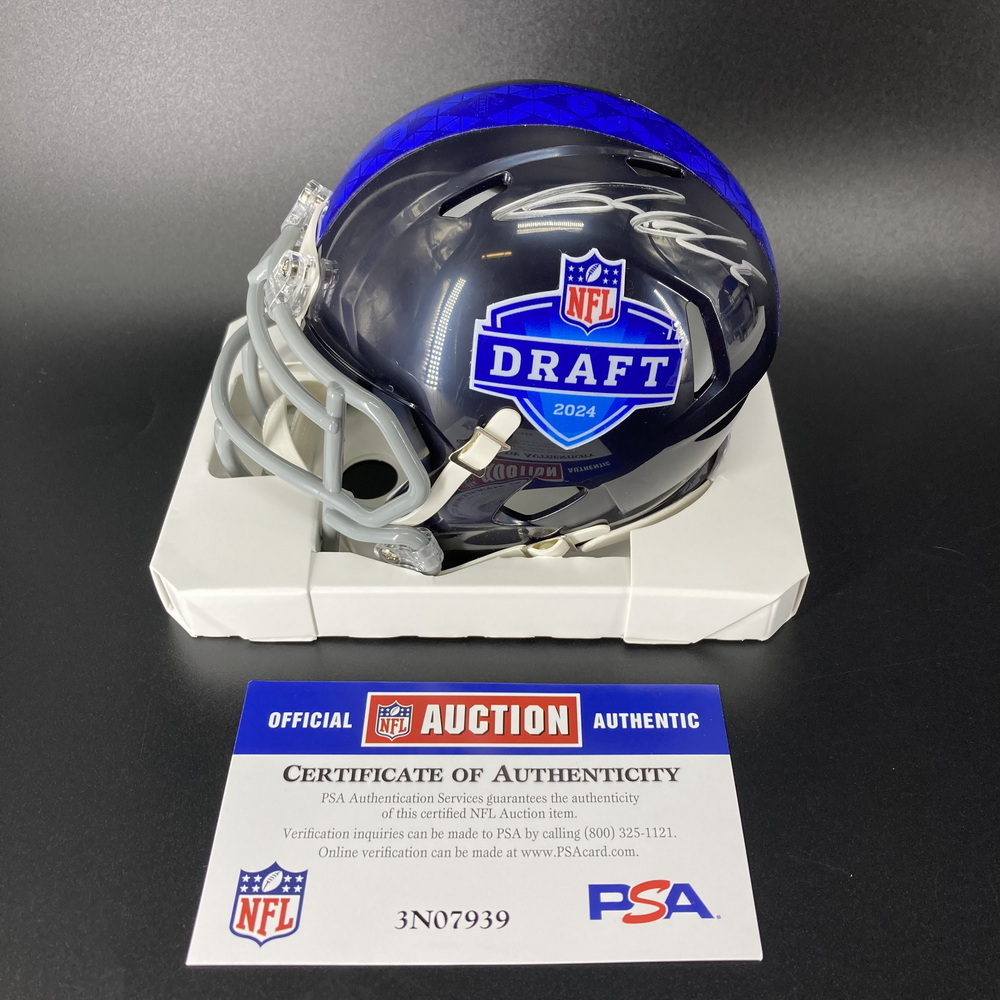 NFL
DRAFT
2024
OFFICIAL NFL AUCTION AUTHENTIC
CERTIFICATE OF AUTHENTICITY
PSA Authentication Services guarantees the authenticity
of this certified NFL Auction item.
Verification inquiries can be made to PSA by calling (800) 325-1121.
Online verification can be made at www.PSAcard.com.
NFL
3N07939
PSA